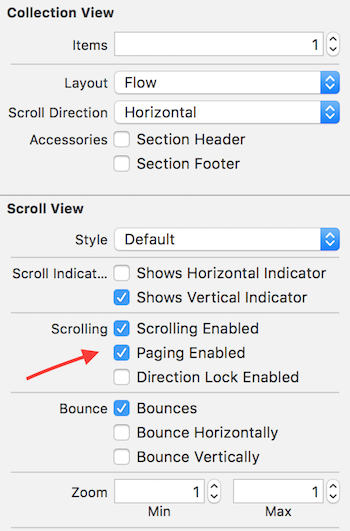 Collection View
Items 1
Layout Flow
Scroll Direction Horizontal
Accessories Section Header
Section Footer
Scroll View
Style Default
Scroll Indicat... Shows Horizontal Indicator
Shows Vertical Indicator
Scrolling Scrolling Enabled
Paging Enabled
Direction Lock Enabled
Bounce Bounces
Bounce Horizontally
Bounce Vertically
Zoom 1 1
Min Max